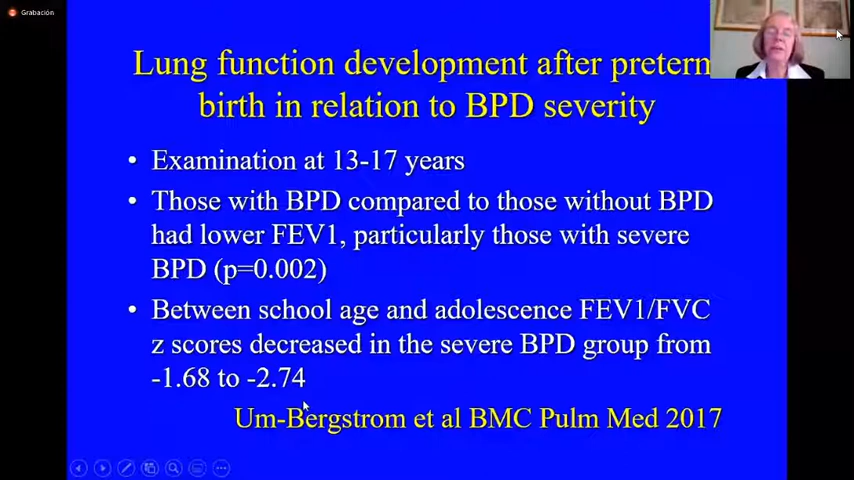 Grabación
Lung function development after preterm
birth in relation to BPD severity
• Examination at 13-17 years
• Those with BPD compared to those without BPD
had lower FEV1, particularly those with severe
BPD (p=0.002)
• Between school age and adolescence FEV1/FVC
z scores decreased in the severe BPD group from
-1.68 to -2.74
Um-Bergstrom et al BMC Pulm Med 2017